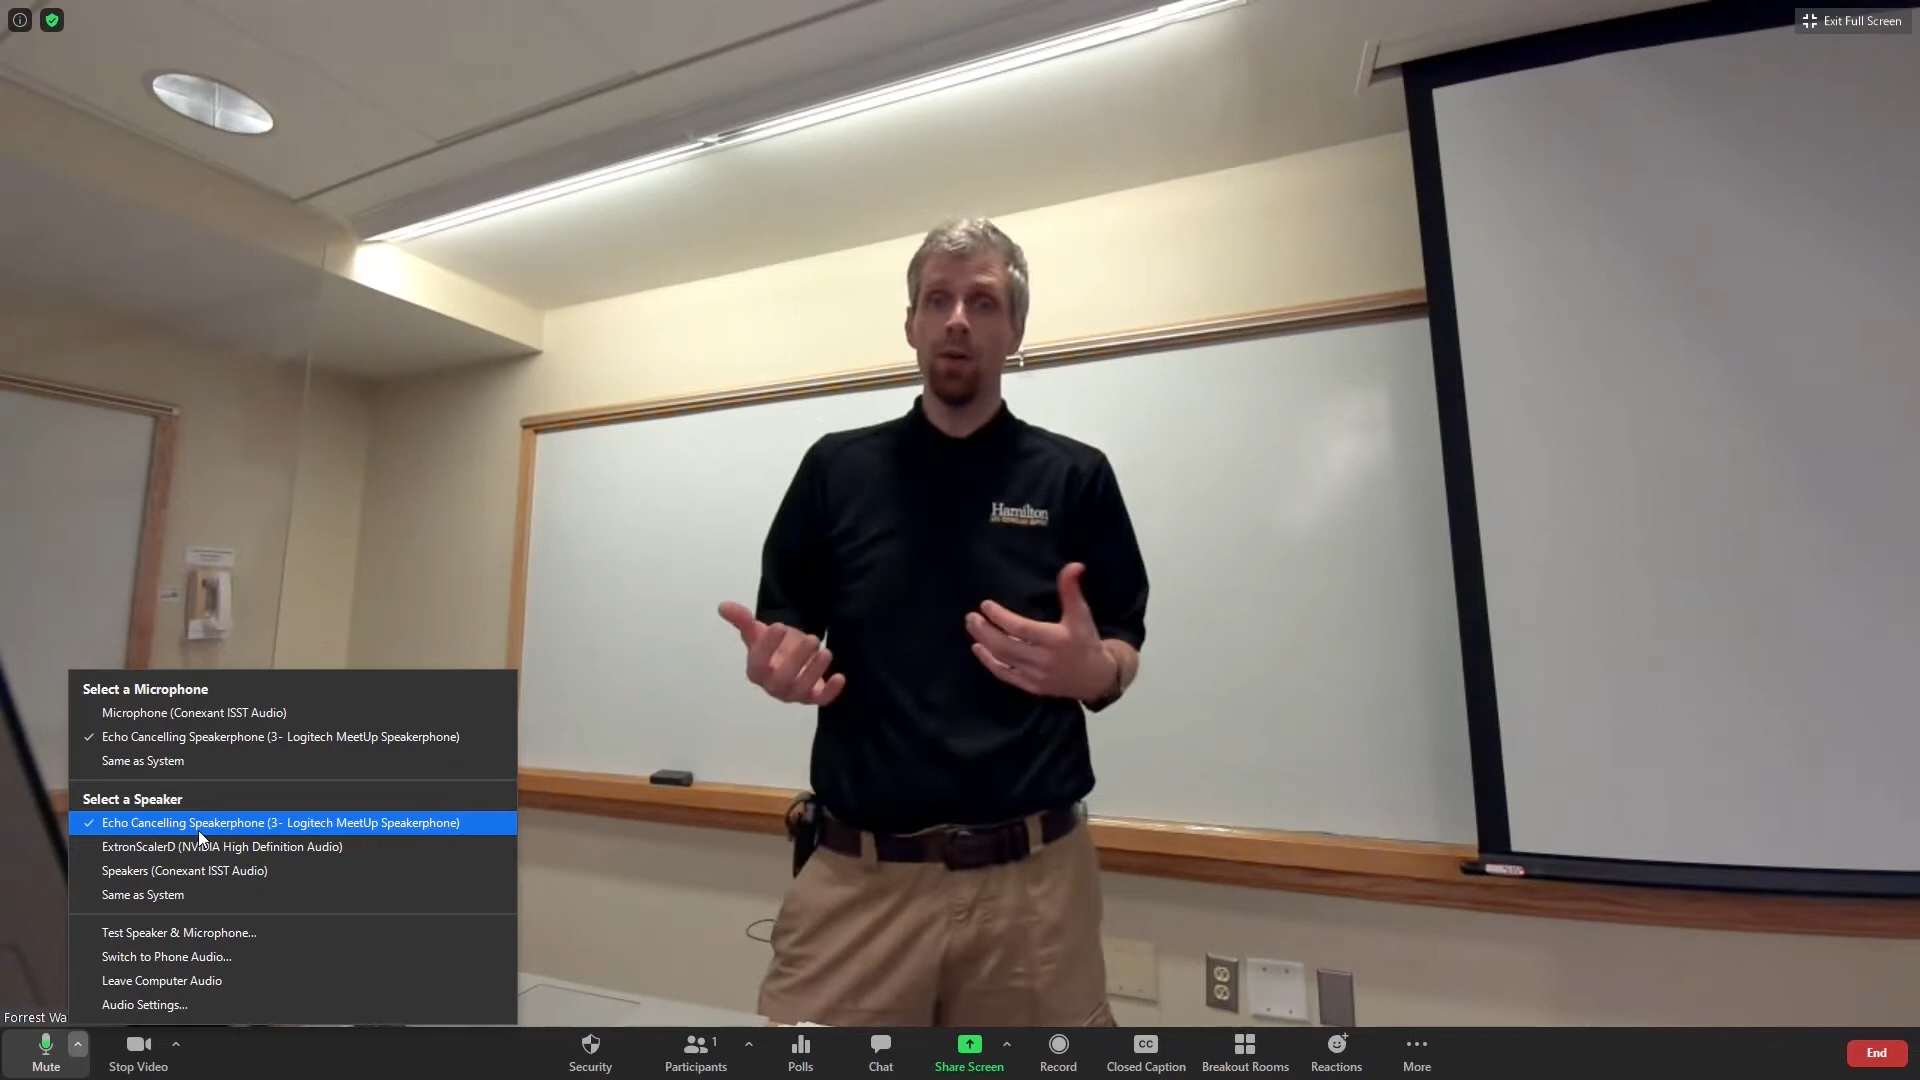 Exit Full Screen
Hamilton
Select a Microphone
Microphone (Conexant ISST Audio)
Echo Cancelling Speakerphone (3- Logitech MeetUp Speakerphone)
Same as System
Select a Speaker
Echo Cancelling Speakerphone (3- Logitech MeetUp Speakerphone)
ExtronScalerD (NVIDIA High Definition Audio)
Speakers (Conexant ISST Audio)
Same as System
Test Speaker & Microphone...
Switch to Phone Audio...
Leave Computer Audio
Audio Settings...
Forrest Wa
Mute
Stop Video
Security
Participants
1
Polls
Chat
Share Screen
Record
CC
Closed Caption
Breakout Rooms
Reactions
More
End